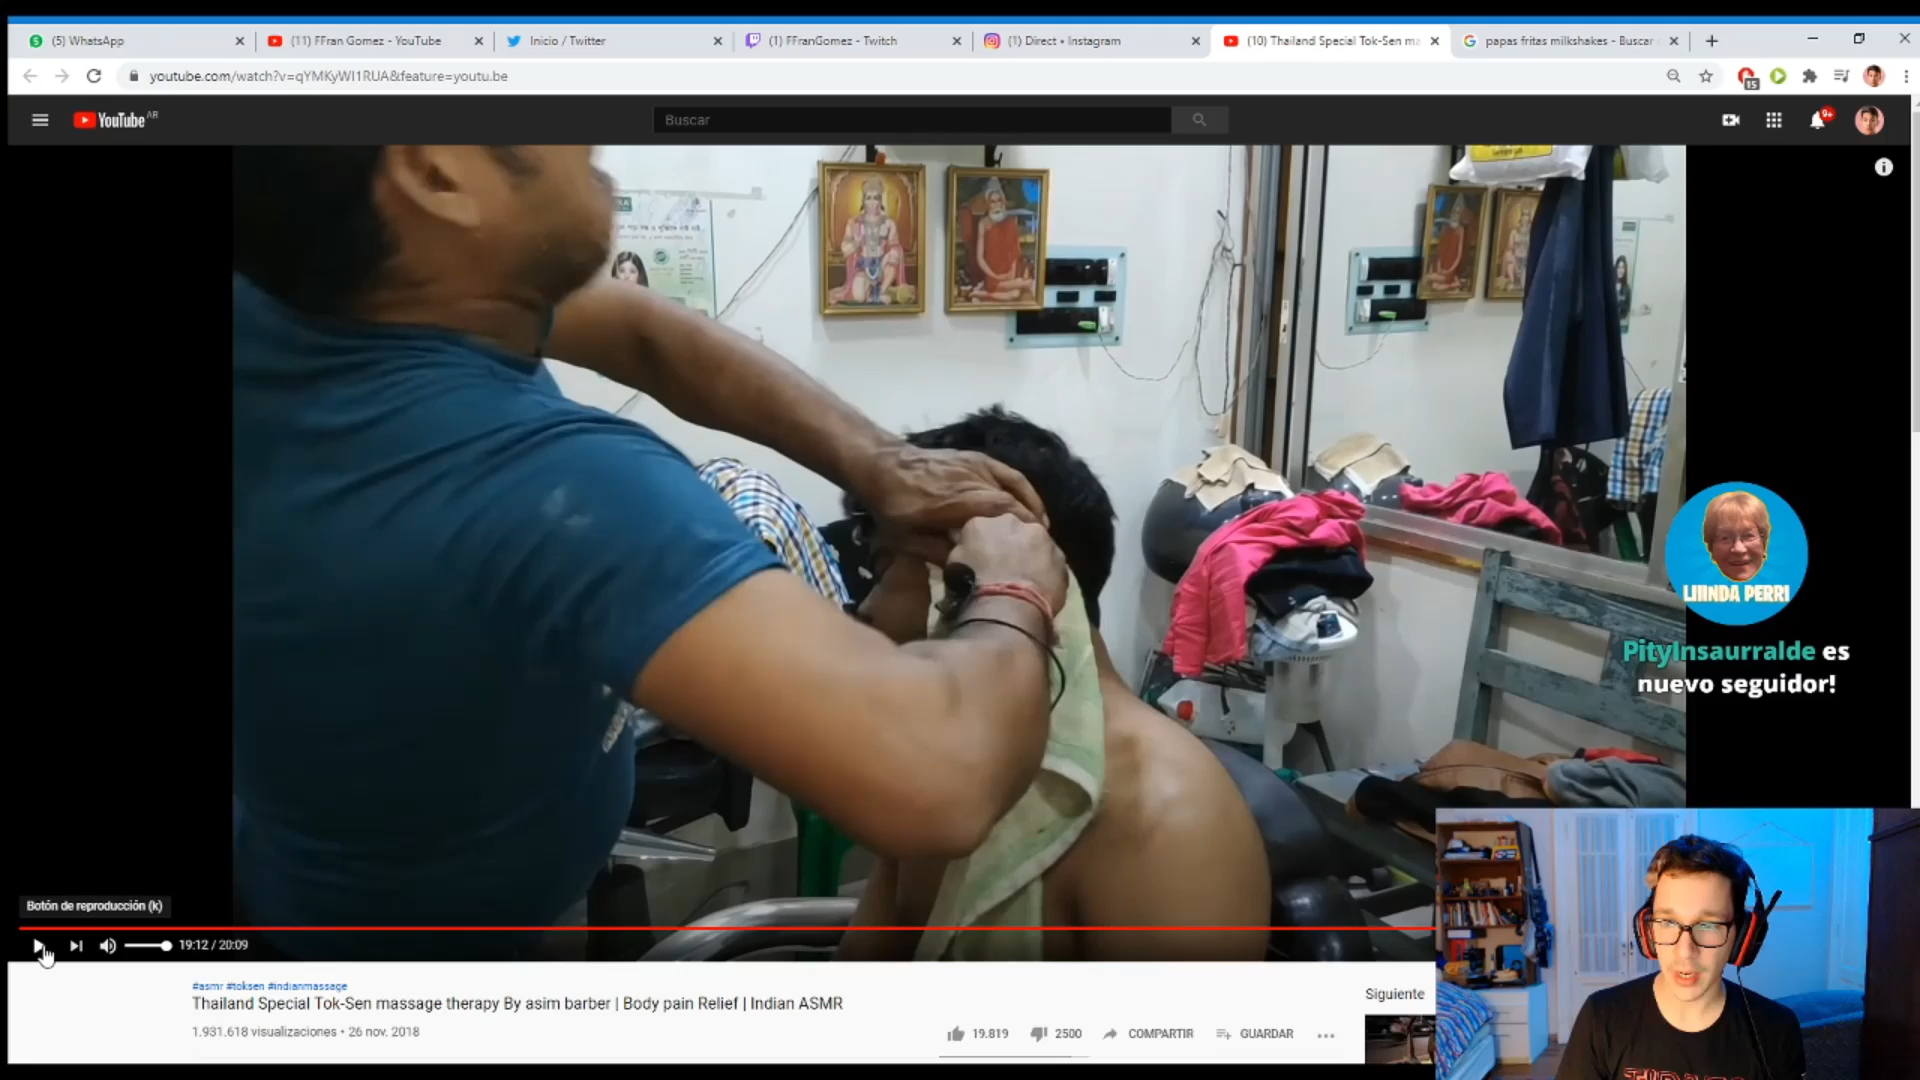 (5) WhatsApp
(11) FFran Gomez - YouTube
Inicio / Twitter
(1) FFranGomez - Twitch
(1) Direct • Instagram
(10) Thailand Special Tok-Sen ma
papas fritas milkshakes - Buscar
youtube.com/watch?v=qYMKyWI1RUA&feature=youtu.be
15
YouTube AR
Buscar
9+
LIIINDA PERRI
PityInsaurralde es
nuevo seguidor!
Botón de reproducción (k)
19:12 / 20:09
#asmr #toksen #indianmassage
Thailand Special Tok-Sen massage therapy By asim barber | Body pain Relief | Indian ASMR
1.931.618 visualizaciones • 26 nov. 2018
19.819
2500
COMPARTIR
GUARDAR
Siguiente